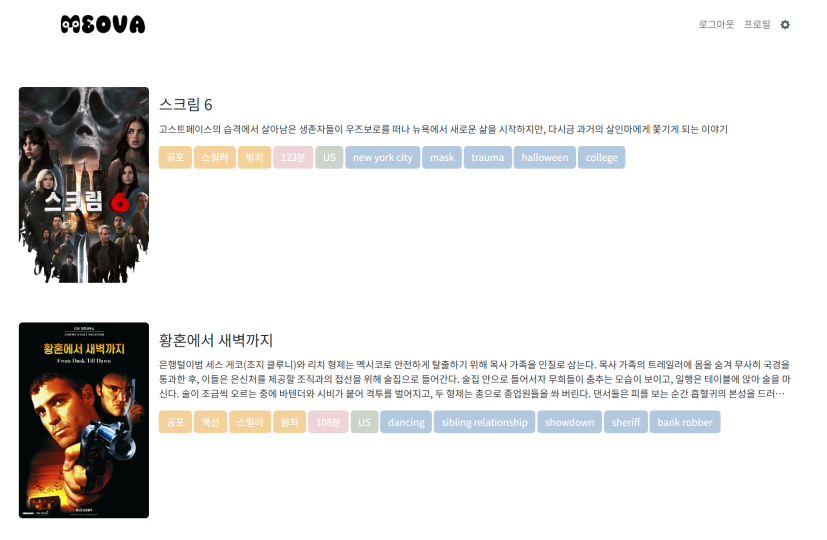 MEOVA
로그아웃 프로필
스크림 6
스크림 6
고스트페이스의 습격에서 살아남은 생존자들이 우즈보로를 떠나 뉴욕에서 새로운 삶을 시작하지만, 다시금 과거의 살인마에게 쫓기게 되는 이야기
공포 스릴러 범죄 123분 US new york city mask trauma halloween college
황혼에서 새벽까지
From Dusk Till Dawn
황혼에서 새벽까지
은행털이범 세스 게코(조지 클루니)와 리치 형제는 멕시코로 안전하게 탈출하기 위해 목사 가족을 인질로 삼는다. 목사 가족의 트레일러에 몸을 숨겨 무사히 국경을
통과한 후, 이들은 은신처를 제공할 조직과의 접선을 위해 술집으로 들어간다. 술집 안으로 들어서자 무희들이 춤추는 모습이 보이고, 일행은 테이블에 앉아 술을 마
신다. 술이 조금씩 오르는 중에 바텐더와 시비가 붙어 격투를 벌어지고, 두 형제는 총으로 종업원들을 쏴 버린다. 댄서들은 피를 보는 순간 흡혈귀의 본성을 드러…
공포 액션 스릴러 범죄 108분 US dancing sibling relationship showdown sheriff bank robber